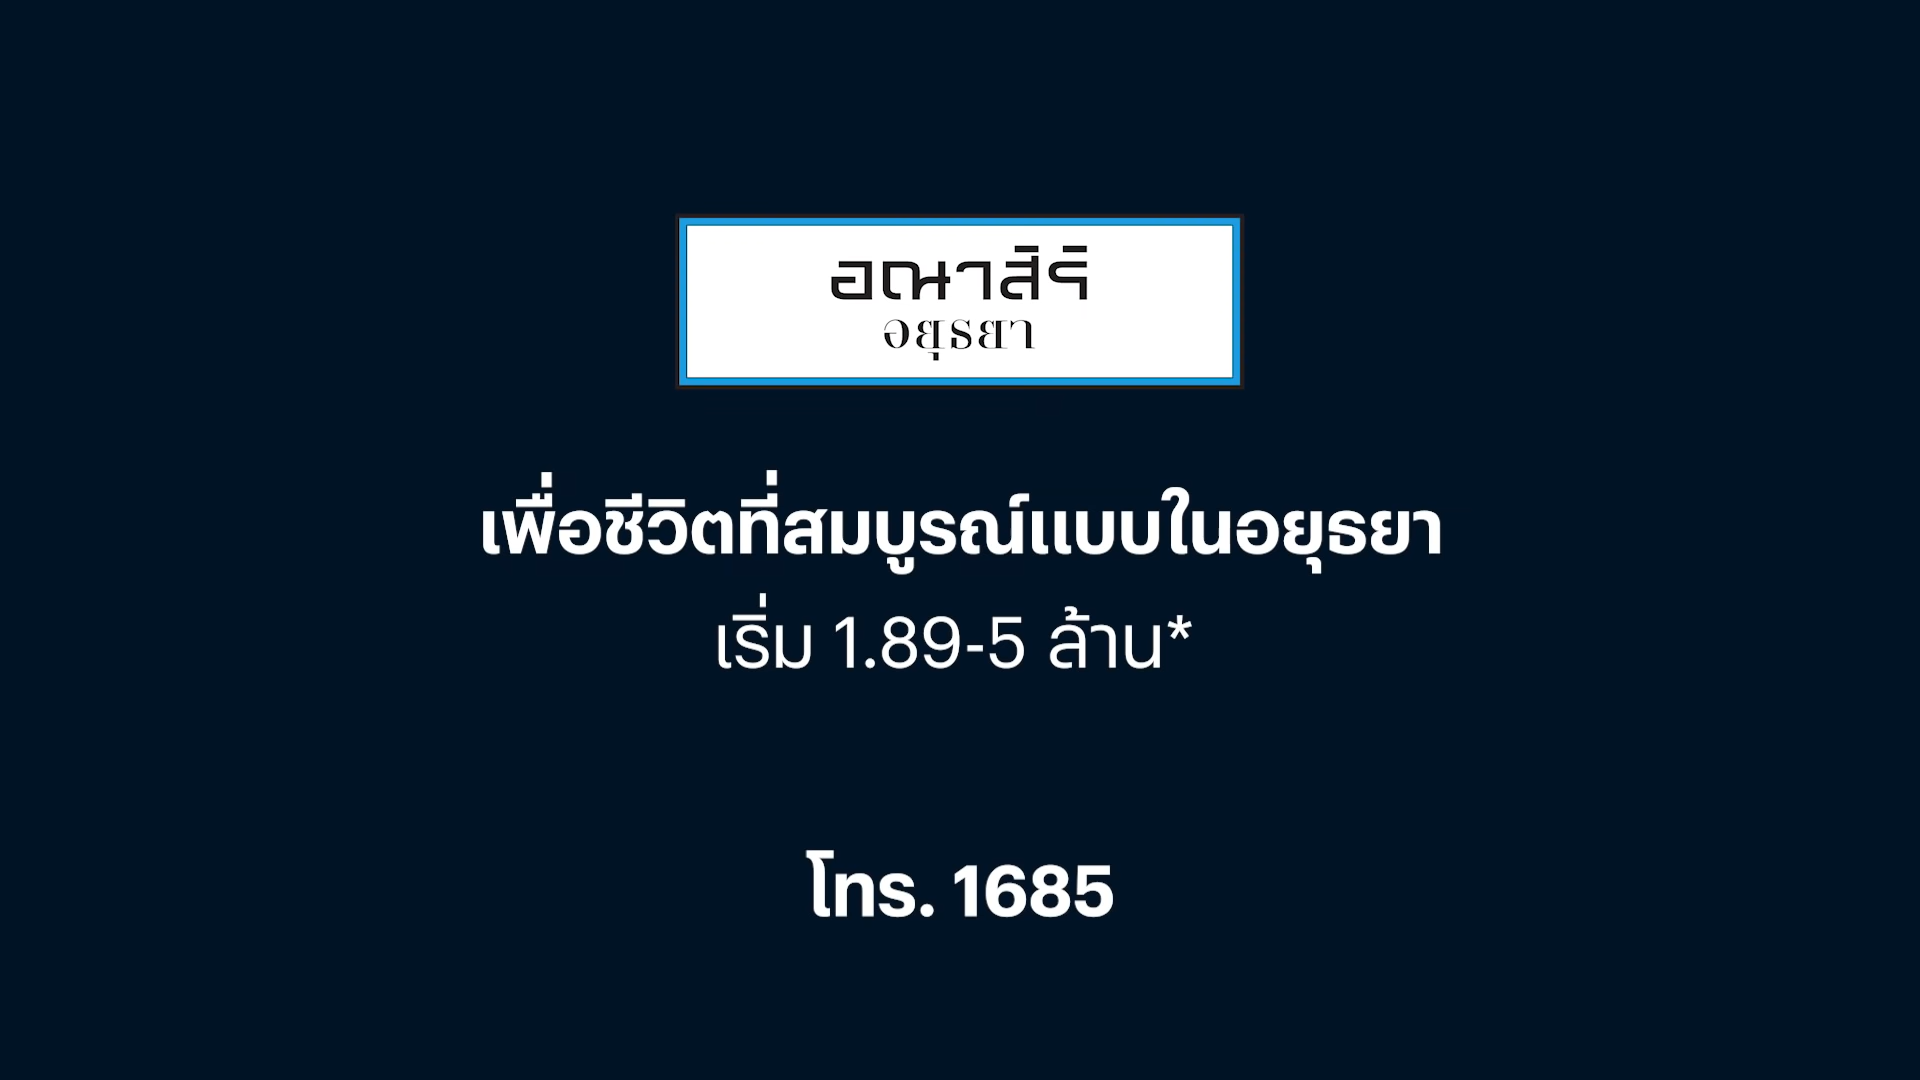 อณาสิริ
อยุธยา
เพื่อชีวิตที่สมบูรณ์แบบในอยุธยา
เริ่ม 1.89-5 ล้าน*
โทร. 1685